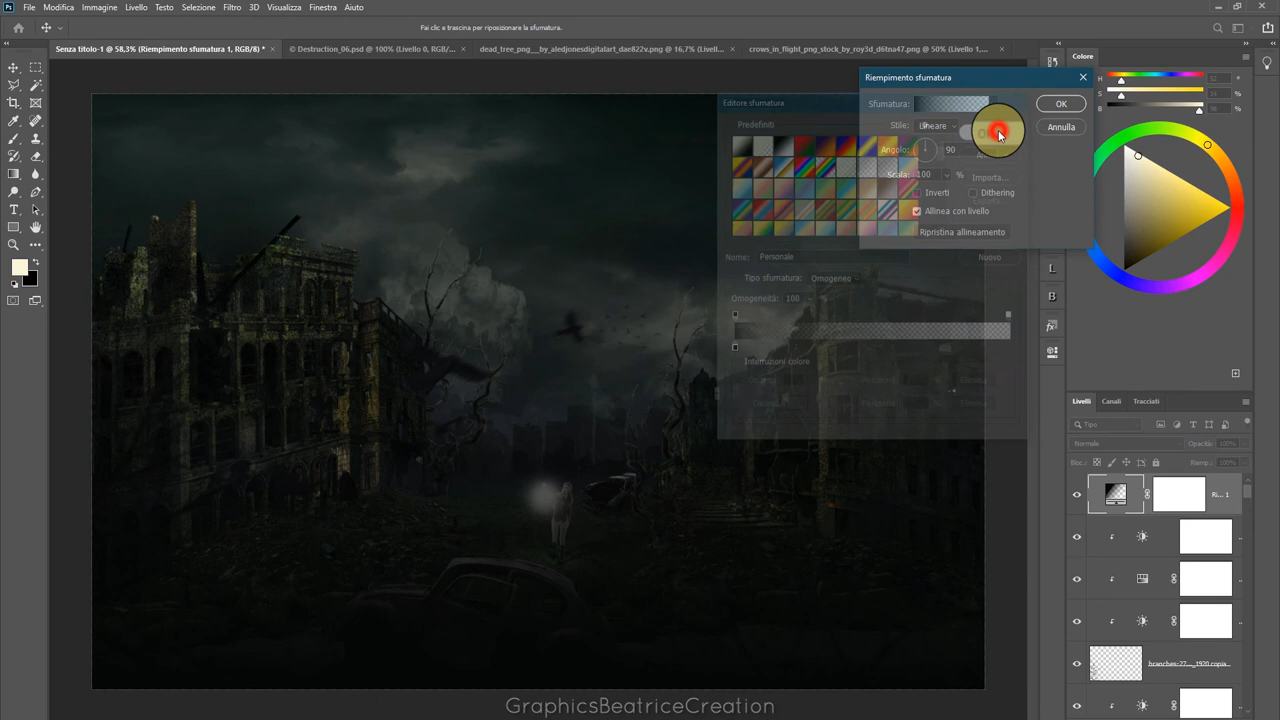 File Modifica Immagine Livello Testo Selezione Filtro 3D Visualizza Finestra Aiuto
Fai clic e trascina per riposizionare la sfumatura.
Senza titolo-1 @ 58,3% (Riempimento sfumatura 1, RGB/8) * × © Destruction_06.psd @ 100% (Livello 0, RGB/... × dead_tree_png__by_aledjonesdigitalart_dae822v.png @ 16,7% (Livell... × crows_in_flight_png_stock_by_roy3d_d6tna47.png @ 50% (Livello 1,... ×
Colore
Riempimento sfumatura
Editore sfumatura
Sfumatura:
OK
Predefiniti
Stile: Lineare
Annulla
Angolo: 90
Scala: 100 %
Importa...
Inverti Dithering
Allinea con livello
Ripristina allineamento
Nome: Personale
Nuovo
Tipo sfumatura: Omogeneo
Omogeneità: 100
Interruzioni colore
H
S
B
Livelli Canali Tracciati
Tipo
Normale Opacità: 100%
Bloc.: Riemp.: 100%
Ri... 1
branches-27..._1920 copia
GraphicsBeatriceCreation